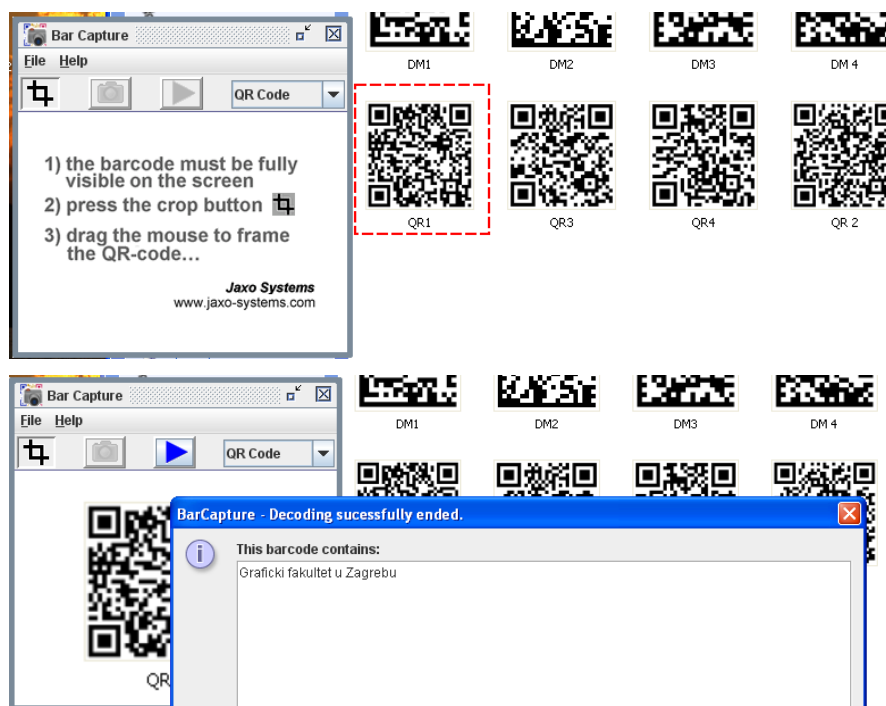 Bar Capture
File Help
QR Code
1) the barcode must be fully
visible on the screen
2) press the crop button
3) drag the mouse to frame
the QR-code...
Jaxo Systems
www.jaxo-systems.com
DM1 DM2 DM3 DM 4
QR1 QR3 QR4 QR 2
Bar Capture
File Help
QR Code
DM1 DM2 DM3 DM 4
QR
BarCapture - Decoding sucessfully ended.
This barcode contains:
Graficki fakultet u Zagrebu